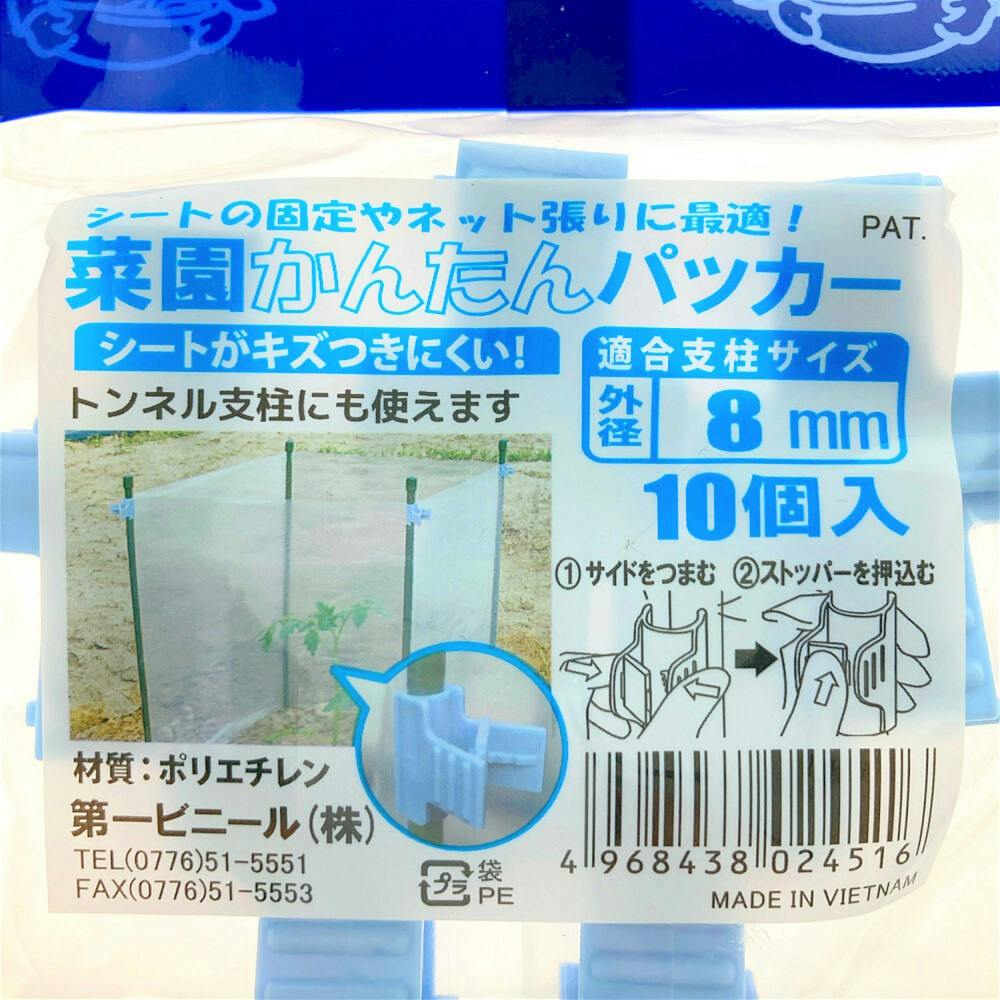 シートの固定やネット張りに最適!
PAT.
菜園かんたんパッカー
シートがキズつきにくい!
トンネル支柱にも使えます
適合支柱サイズ
外径 8 mm
10個入
①サイドをつまむ ②ストッパーを押込む
材質:ポリエチレン
第一ビニール(株)
TEL(0776)51-5551
FAX(0776)51-5553
プラ 袋 PE
4 968438 024516
MADE IN VIETNAM